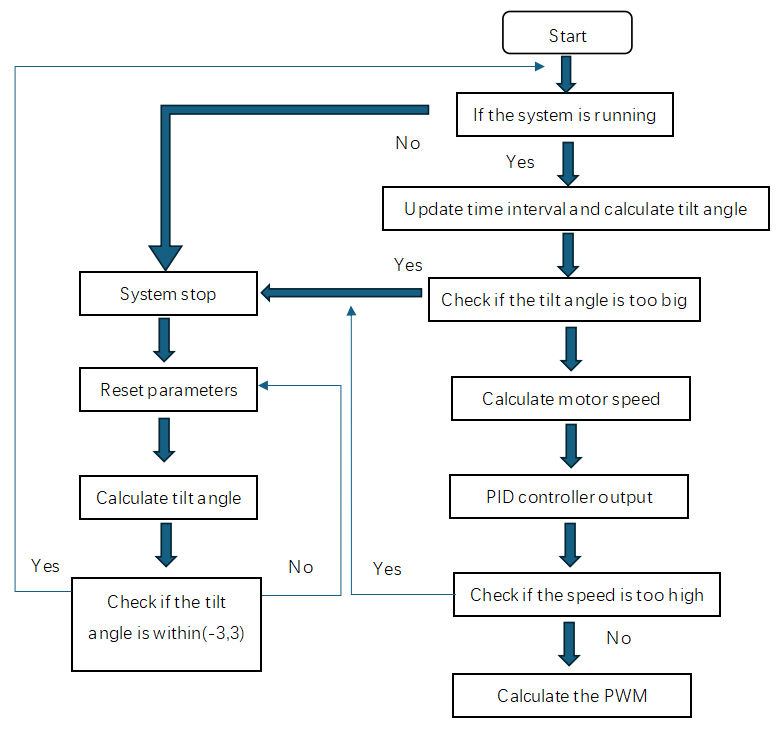 Start
If the system is running
No
Yes
Update time interval and calculate tilt angle
Yes
System stop
Check if the tilt angle is too big
Reset parameters
Calculate motor speed
Calculate tilt angle
PID controller output
Yes
No
Yes
Check if the tilt
angle is within(-3,3)
Check if the speed is too high
No
Calculate the PWM